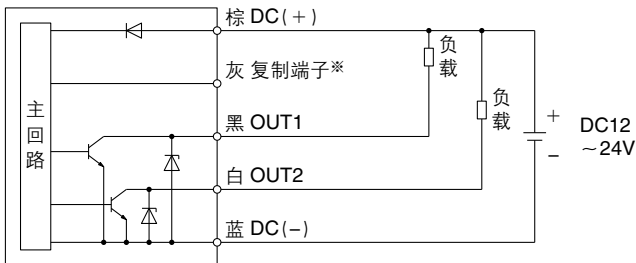 棕 DC(+)
灰 复制端子※
黑 OUT1
白 OUT2
蓝 DC(−)
主回路
负载
负载
+
−
DC12
～24V